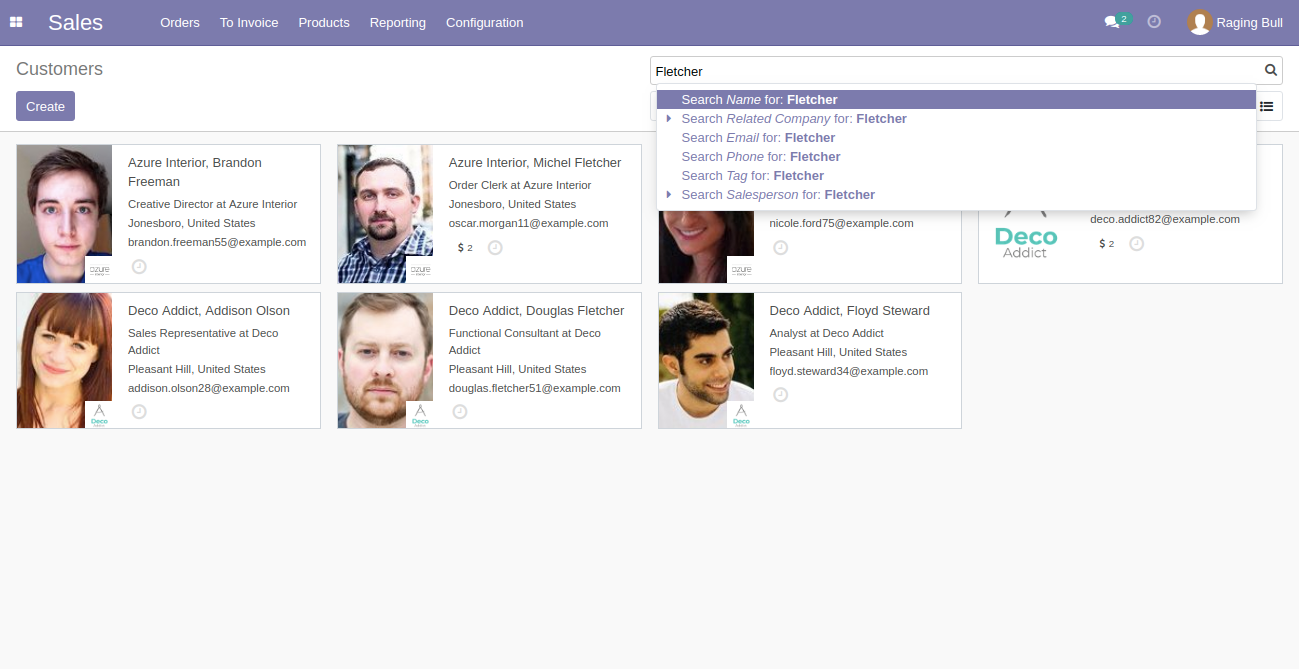 Sales
Orders
To Invoice
Products
Reporting
Configuration
2
Raging Bull
Customers
Fletcher
Create
Search Name for: Fletcher
Search Related Company for: Fletcher
Search Email for: Fletcher
Search Phone for: Fletcher
Search Tag for: Fletcher
Search Salesperson for: Fletcher
Azure Interior, Brandon
Freeman
Creative Director at Azure Interior
Jonesboro, United States
brandon.freeman55@example.com
azure
Azure Interior, Michel Fletcher
Order Clerk at Azure Interior
Jonesboro, United States
oscar.morgan11@example.com
$ 2
azure
nicole.ford75@example.com
azure
deco.addict82@example.com
$ 2
Deco
Addict
Deco Addict, Addison Olson
Sales Representative at Deco
Addict
Pleasant Hill, United States
addison.olson28@example.com
Deco
Deco Addict, Douglas Fletcher
Functional Consultant at Deco
Addict
Pleasant Hill, United States
douglas.fletcher51@example.com
Deco
Deco Addict, Floyd Steward
Analyst at Deco Addict
Pleasant Hill, United States
floyd.steward34@example.com
Deco